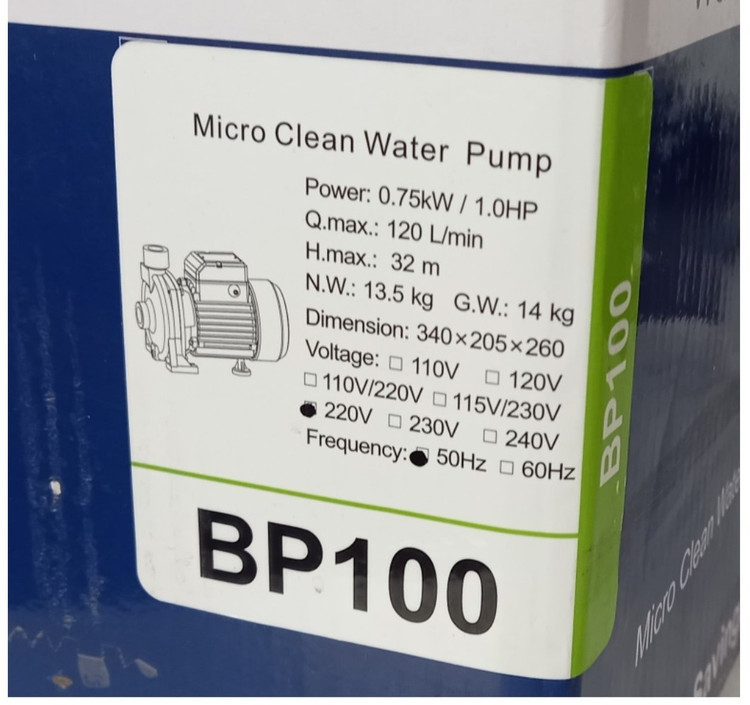 Micro Clean Water Pump
Power: 0.75kW / 1.0HP
Q.max.: 120 L/min
H.max.: 32 m
N.W.: 13.5 kg G.W.: 14 kg
Dimension: 340×205×260
Voltage: □ 110V □ 120V
□ 110V/220V □ 115V/230V
● 220V □ 230V □ 240V
Frequency: ● 50Hz □ 60Hz
BP100
BP100
Micro Clean Water